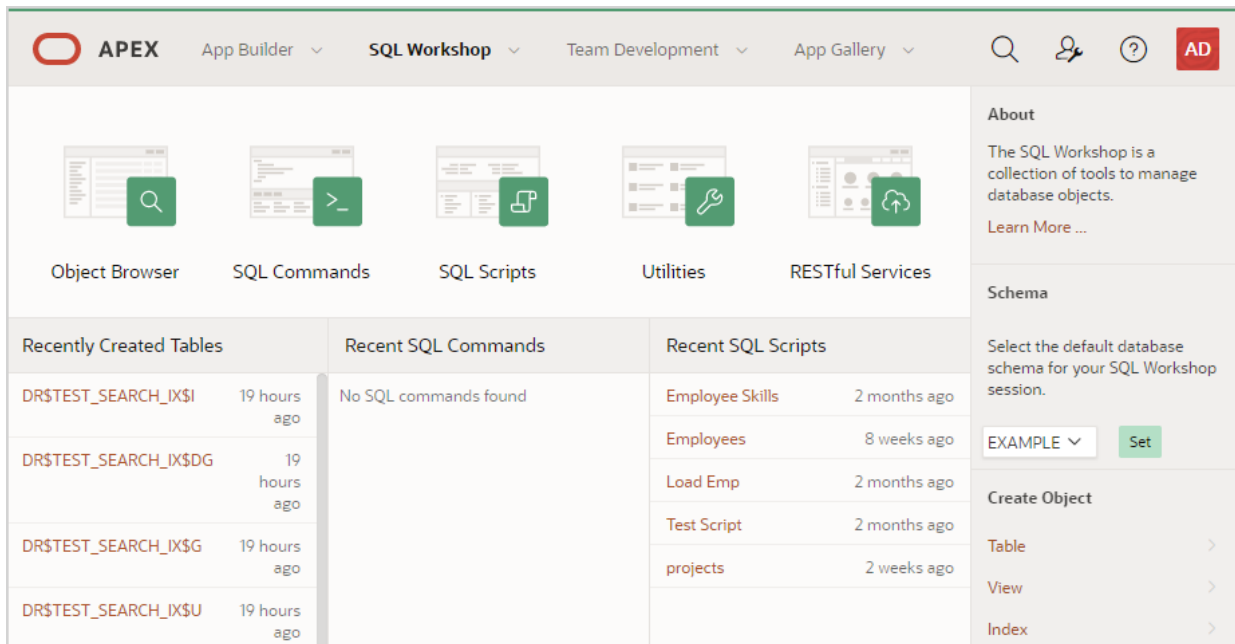 APEX
App Builder
SQL Workshop
Team Development
App Gallery
AD
Object Browser
SQL Commands
SQL Scripts
Utilities
RESTful Services
Recently Created Tables
DR$TEST_SEARCH_IX$I 19 hours
ago
DR$TEST_SEARCH_IX$DG 19
hours
ago
DR$TEST_SEARCH_IX$G 19 hours
ago
DR$TEST_SEARCH_IX$U 19 hours
ago
Recent SQL Commands
No SQL commands found
Recent SQL Scripts
Employee Skills 2 months ago
Employees 8 weeks ago
Load Emp 2 months ago
Test Script 2 months ago
projects 2 weeks ago
About
The SQL Workshop is a
collection of tools to manage
database objects.
Learn More ...
Schema
Select the default database
schema for your SQL Workshop
session.
EXAMPLE Set
Create Object
Table
View
Index